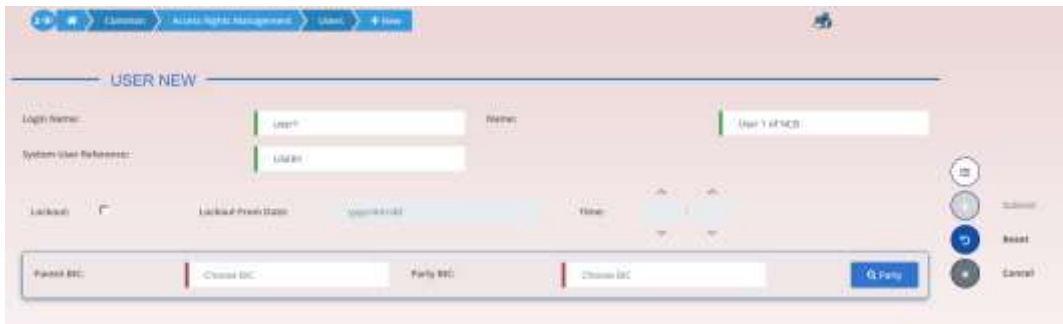 Common Access Rights Management Users + New
USER NEW
Login Name: User1 Name: User 1 of NCB
System User Reference: USER1
Lockout: Lockout From Date: yyyy-mm-dd Time: :
Submit
Reset
Parent BIC: Choose BIC Party BIC: Choose BIC Party
Cancel